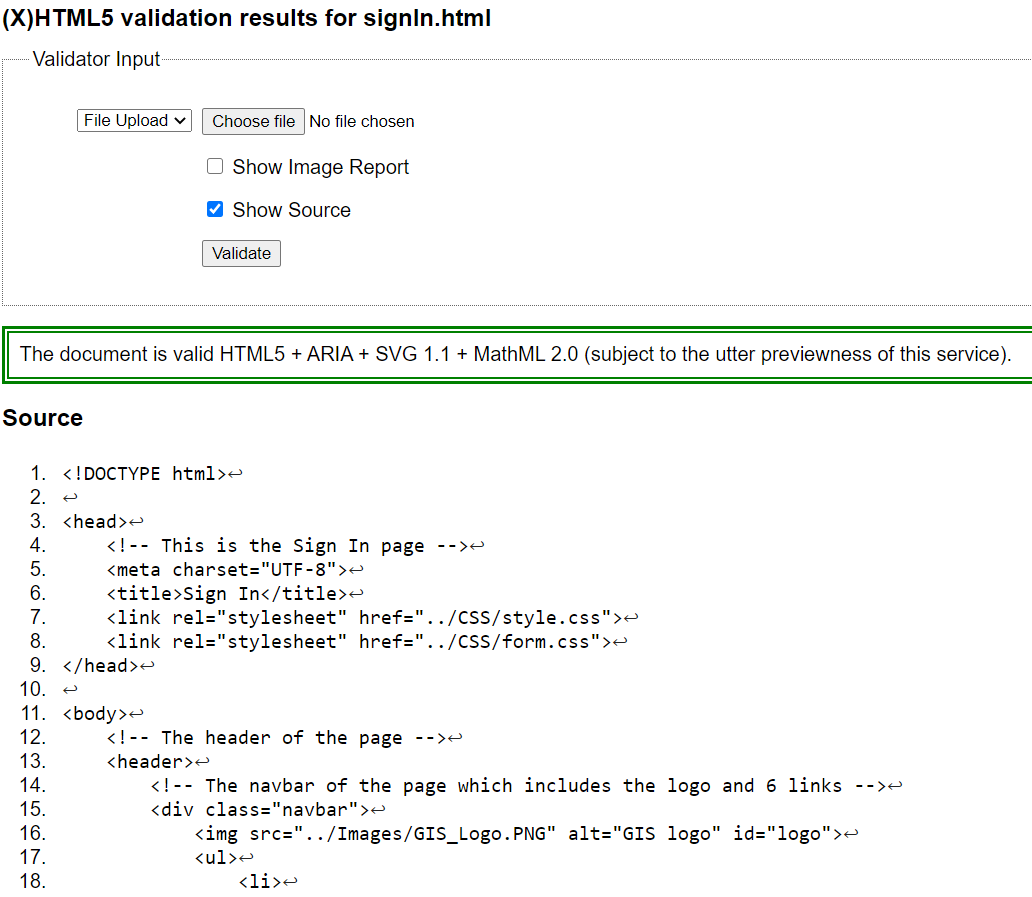 (X)HTML5 validation results for signIn.html
Validator Input
File Upload Choose file No file chosen
Show Image Report
Show Source
Validate
The document is valid HTML5 + ARIA + SVG 1.1 + MathML 2.0 (subject to the utter previewness of this service).
Source
1. <!DOCTYPE html>↩
2. ↩
3. <head>↩
4. <!-- This is the Sign In page -->↩
5. <meta charset="UTF-8">↩
6. <title>Sign In</title>↩
7. <link rel="stylesheet" href="../CSS/style.css">↩
8. <link rel="stylesheet" href="../CSS/form.css">↩
9. </head>↩
10. ↩
11. <body>↩
12. <!-- The header of the page -->↩
13. <header>↩
14. <!-- The navbar of the page which includes the logo and 6 links -->↩
15. <div class="navbar">↩
16. <img src="../Images/GIS_Logo.PNG" alt="GIS logo" id="logo">↩
17. <ul>↩
18. <li>↩